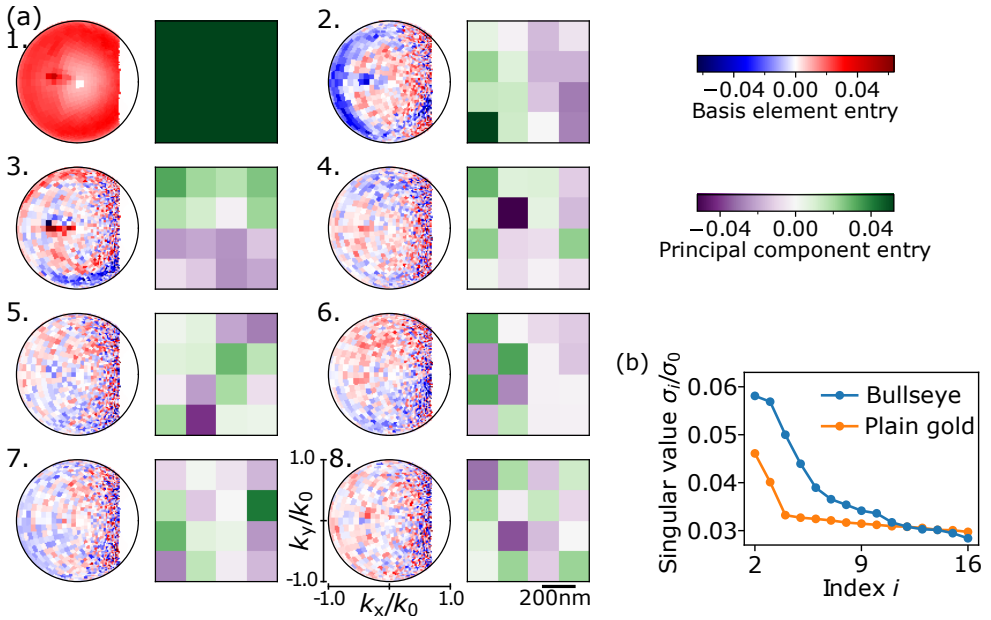 (a)
1.
2.
−0.04 0.00 0.04
Basis element entry
3.
4.
−0.04 0.00 0.04
Principal component entry
5.
6.
(b)
Singular value σi/σ0
0.06
0.05
0.04
0.03
Bullseye
Plain gold
2 9 16
Index i
7.
8.
1.0
ky/k0
-1.0
-1.0 0.0 1.0
kx/k0
200nm